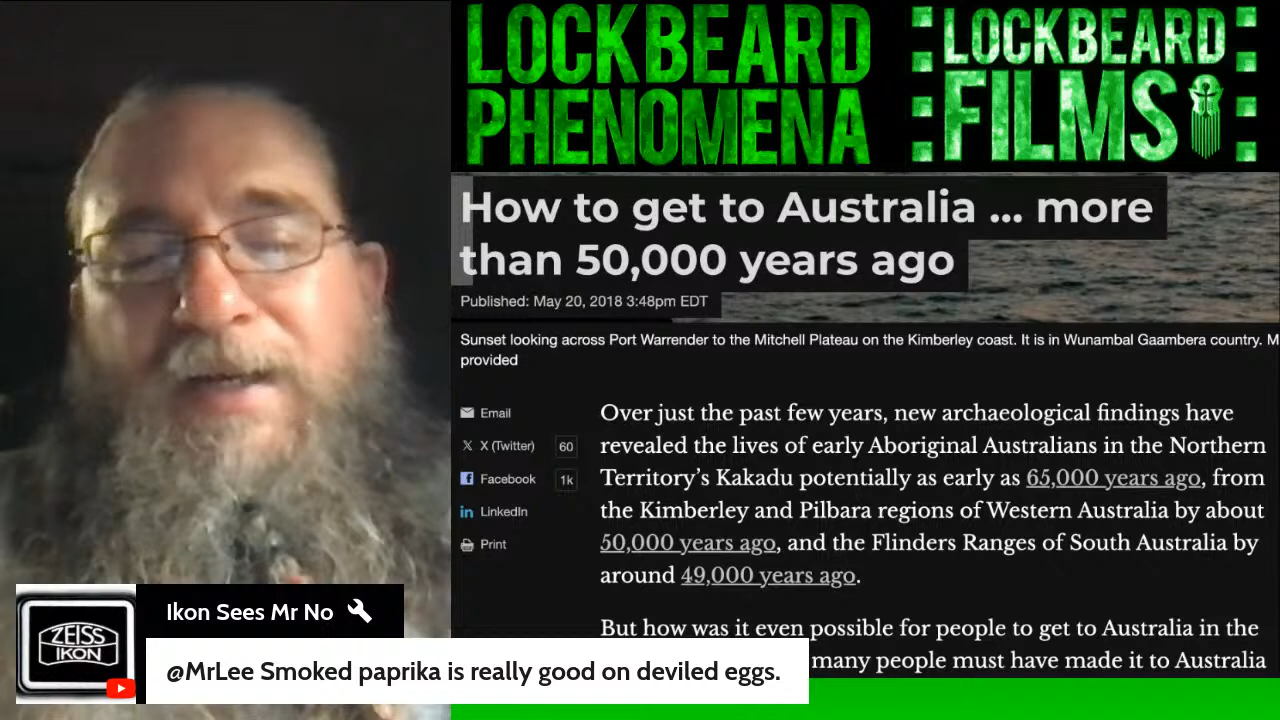 LOCKBEARD
PHENOMENA
LOCKBEARD
FILMS
How to get to Australia ... more
than 50,000 years ago
Published: May 20, 2018 3:48pm EDT
Sunset looking across Port Warrender to the Mitchell Plateau on the Kimberley coast. It is in Wunambal Gaambera country. M
provided
Email
X (Twitter) 60
Facebook 1k
LinkedIn
Print
Over just the past few years, new archaeological findings have
revealed the lives of early Aboriginal Australians in the Northern
Territory's Kakadu potentially as early as 65,000 years ago, from
the Kimberley and Pilbara regions of Western Australia by about
50,000 years ago, and the Flinders Ranges of South Australia by
around 49,000 years ago.
But how was it even possible for people to get to Australia in the
many people must have made it to Australia
ZEISS
IKON
Ikon Sees Mr No
@MrLee Smoked paprika is really good on deviled eggs.